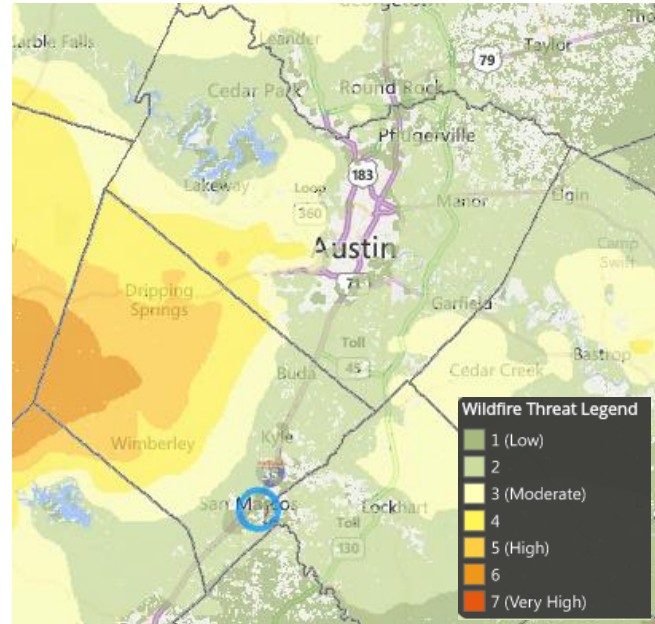 Georgetown
Marble Falls
Leander
Taylor
79
Cedar Park
Round Rock
Pflugerville
183
Lakeway
Loop
360
Manor
Elgin
Austin
Camp
Swift
71
Dripping
Springs
Garfield
Toll
45
Bastrop
Buda
Cedar Creek
Wildfire Threat Legend
1 (Low)
2
3 (Moderate)
4
5 (High)
6
7 (Very High)
Kyle
Wimberley
35
San Marcos
Lockhart
Toll
130